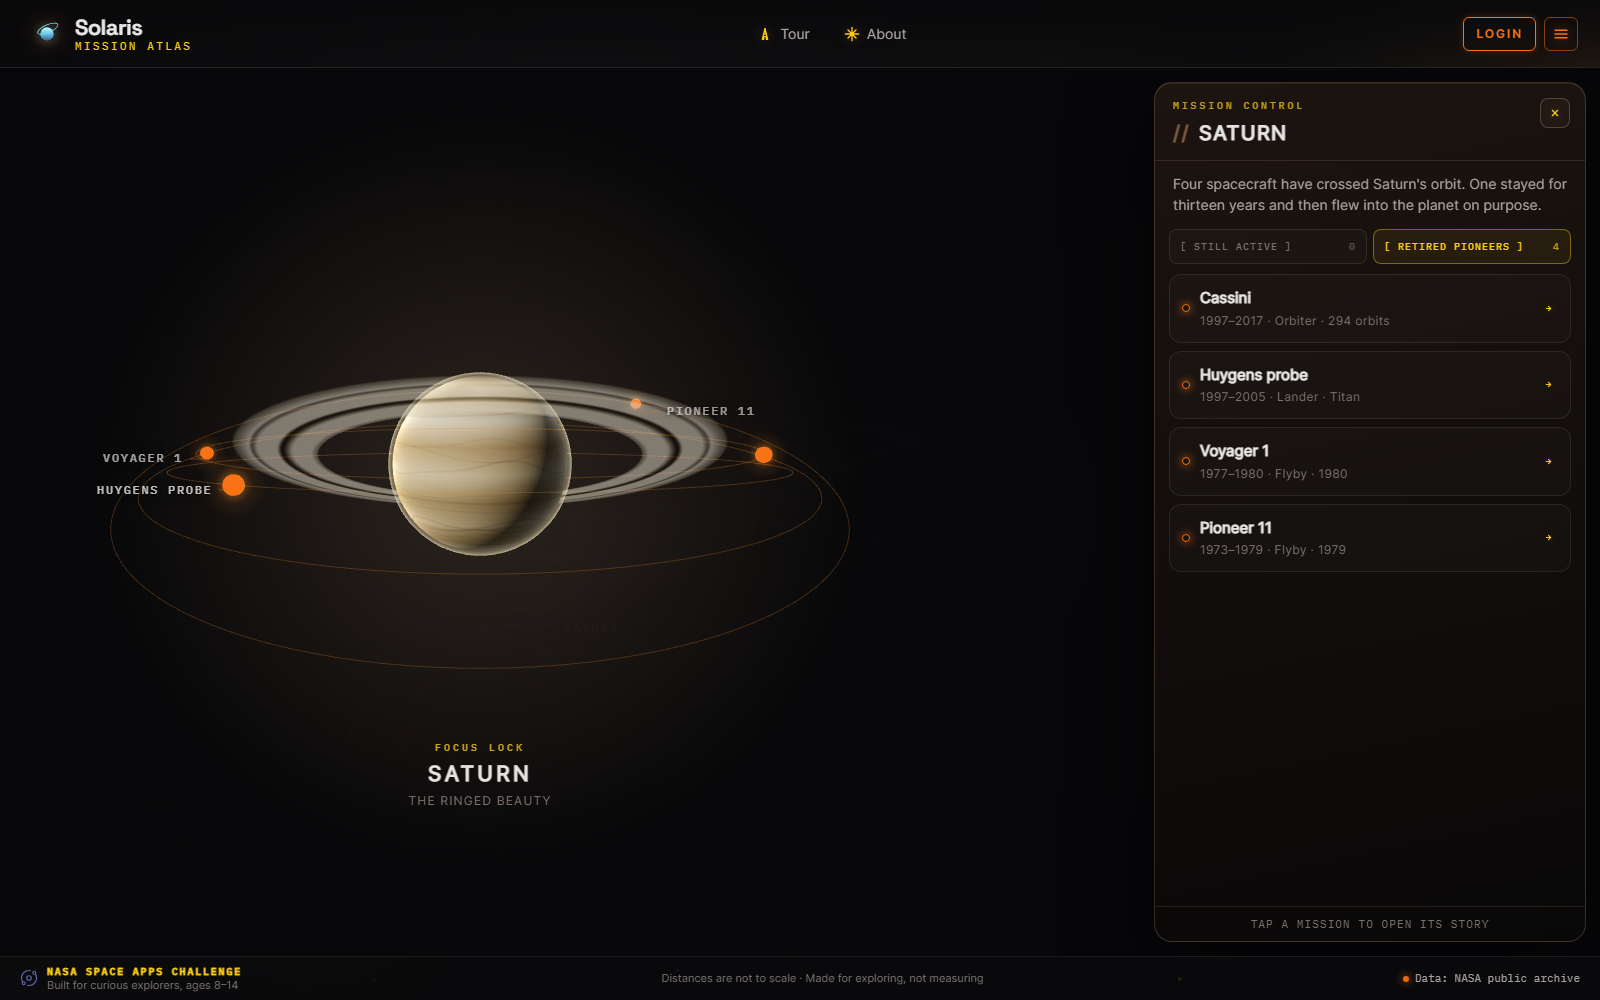 Solaris
MISSION ATLAS
Tour
About
LOGIN
MISSION CONTROL
// SATURN
×
Four spacecraft have crossed Saturn's orbit. One stayed for
thirteen years and then flew into the planet on purpose.
[ STILL ACTIVE ] 0
[ RETIRED PIONEERS ] 4
Cassini
1997–2017 · Orbiter · 294 orbits
Huygens probe
1997–2005 · Lander · Titan
Voyager 1
1977–1980 · Flyby · 1980
Pioneer 11
1973–1979 · Flyby · 1979
TAP A MISSION TO OPEN ITS STORY
PIONEER 11
VOYAGER 1
HUYGENS PROBE
FOCUS LOCK
SATURN
THE RINGED BEAUTY
NASA SPACE APPS CHALLENGE
Built for curious explorers, ages 8–14
Distances are not to scale · Made for exploring, not measuring
Data: NASA public archive